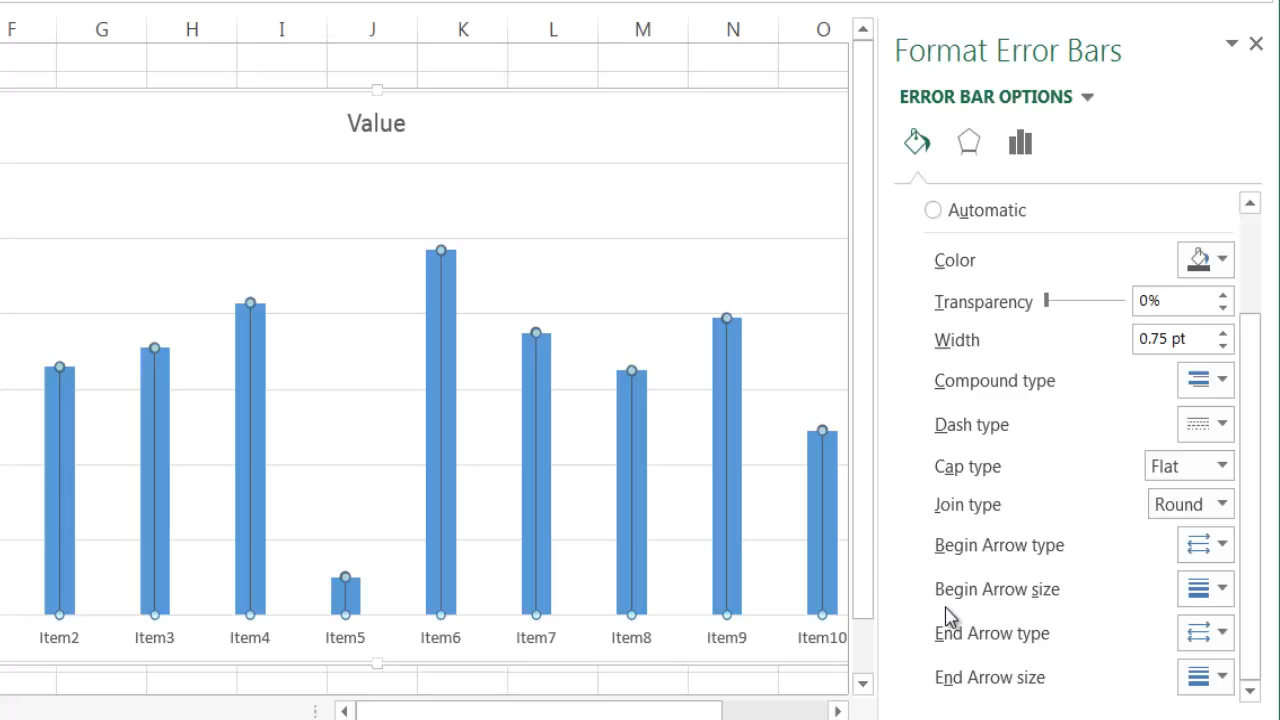 F G H I J K L M N O
Format Error Bars
ERROR BAR OPTIONS
Value
Automatic
Color
Transparency 0%
Width 0.75 pt
Compound type
Dash type
Cap type Flat
Join type Round
Begin Arrow type
Begin Arrow size
End Arrow type
End Arrow size
Item2 Item3 Item4 Item5 Item6 Item7 Item8 Item9 Item10